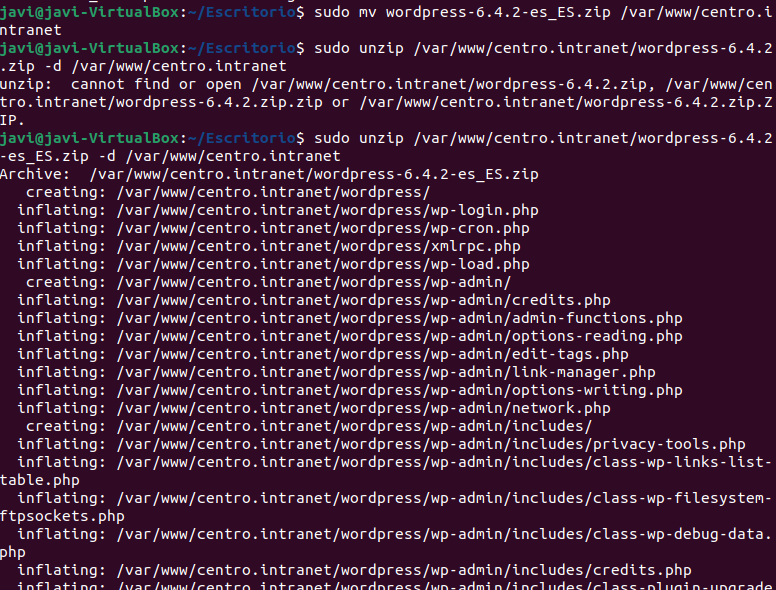 javi@javi-VirtualBox:~/Escritorio$ sudo mv wordpress-6.4.2-es_ES.zip /var/www/centro.i
ntranet
javi@javi-VirtualBox:~/Escritorio$ sudo unzip /var/www/centro.intranet/wordpress-6.4.2
.zip -d /var/www/centro.intranet
unzip:  cannot find or open /var/www/centro.intranet/wordpress-6.4.2.zip, /var/www/cen
tro.intranet/wordpress-6.4.2.zip.zip or /var/www/centro.intranet/wordpress-6.4.2.zip.Z
IP.
javi@javi-VirtualBox:~/Escritorio$ sudo unzip /var/www/centro.intranet/wordpress-6.4.2
-es_ES.zip -d /var/www/centro.intranet
Archive:  /var/www/centro.intranet/wordpress-6.4.2-es_ES.zip
   creating: /var/www/centro.intranet/wordpress/
  inflating: /var/www/centro.intranet/wordpress/wp-login.php
  inflating: /var/www/centro.intranet/wordpress/wp-cron.php
  inflating: /var/www/centro.intranet/wordpress/xmlrpc.php
  inflating: /var/www/centro.intranet/wordpress/wp-load.php
   creating: /var/www/centro.intranet/wordpress/wp-admin/
  inflating: /var/www/centro.intranet/wordpress/wp-admin/credits.php
  inflating: /var/www/centro.intranet/wordpress/wp-admin/admin-functions.php
  inflating: /var/www/centro.intranet/wordpress/wp-admin/options-reading.php
  inflating: /var/www/centro.intranet/wordpress/wp-admin/edit-tags.php
  inflating: /var/www/centro.intranet/wordpress/wp-admin/link-manager.php
  inflating: /var/www/centro.intranet/wordpress/wp-admin/options-writing.php
  inflating: /var/www/centro.intranet/wordpress/wp-admin/network.php
   creating: /var/www/centro.intranet/wordpress/wp-admin/includes/
  inflating: /var/www/centro.intranet/wordpress/wp-admin/includes/privacy-tools.php
  inflating: /var/www/centro.intranet/wordpress/wp-admin/includes/class-wp-links-list-
table.php
  inflating: /var/www/centro.intranet/wordpress/wp-admin/includes/class-wp-filesystem-
ftpsockets.php
  inflating: /var/www/centro.intranet/wordpress/wp-admin/includes/class-wp-debug-data.
php
  inflating: /var/www/centro.intranet/wordpress/wp-admin/includes/credits.php
  inflating: /var/www/centro.intranet/wordpress/wp-admin/includes/class-plugin-upgrade